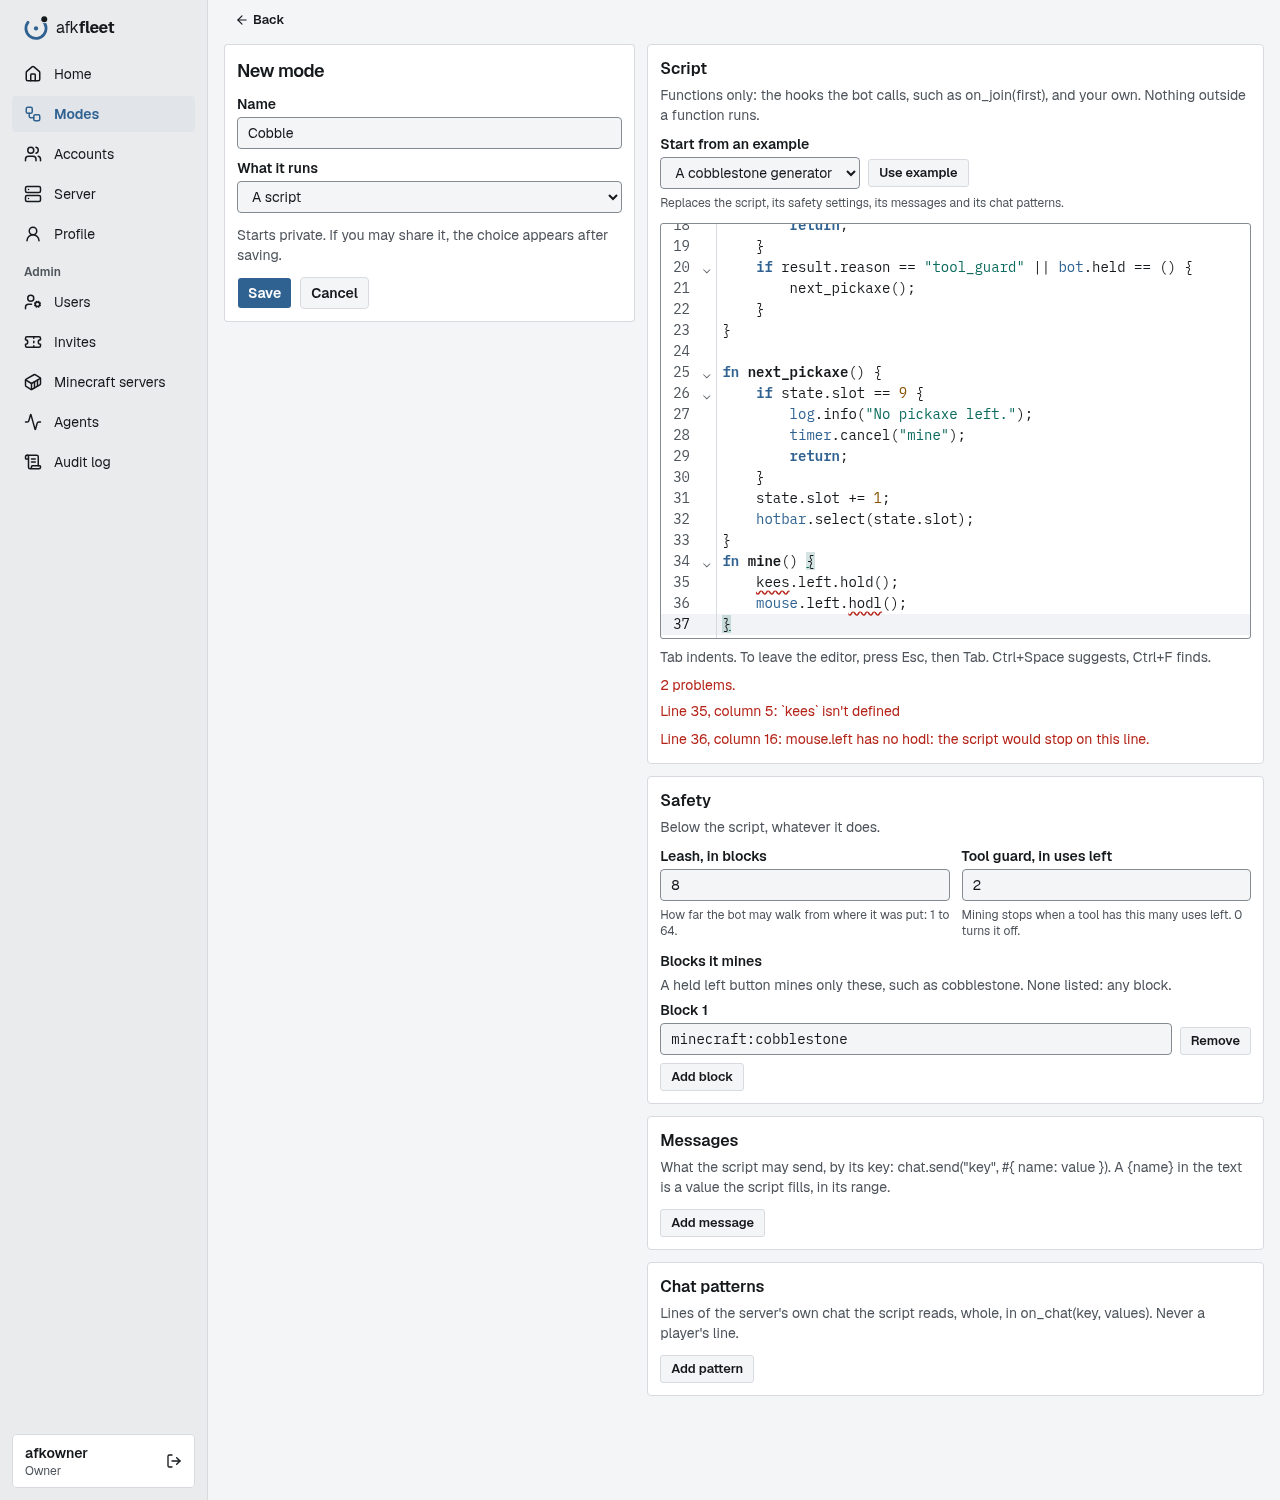 afkfleet
Home
Modes
Accounts
Server
Profile
Admin
Users
Invites
Minecraft servers
Agents
Audit log
afkowner
Owner
Back
New mode
Name
Cobble
What it runs
A script
Starts private. If you may share it, the choice appears after
saving.
Save
Cancel
Script
Functions only: the hooks the bot calls, such as on_join(first), and your own. Nothing outside
a function runs.
Start from an example
A cobblestone generator
Use example
Replaces the script, its safety settings, its messages and its chat patterns.
18 return;
19 }
20 if result.reason == "tool_guard" || bot.held == () {
21 next_pickaxe();
22 }
23 }
24
25 fn next_pickaxe() {
26 if state.slot == 9 {
27 log.info("No pickaxe left.");
28 timer.cancel("mine");
29 return;
30 }
31 state.slot += 1;
32 hotbar.select(state.slot);
33 }
34 fn mine() {
35 kees.left.hold();
36 mouse.left.hodl();
37 }
Tab indents. To leave the editor, press Esc, then Tab. Ctrl+Space suggests, Ctrl+F finds.
2 problems.
Line 35, column 5: `kees` isn't defined
Line 36, column 16: mouse.left has no hodl: the script would stop on this line.
Safety
Below the script, whatever it does.
Leash, in blocks
8
How far the bot may walk from where it was put: 1 to
64.
Tool guard, in uses left
2
Mining stops when a tool has this many uses left. 0
turns it off.
Blocks it mines
A held left button mines only these, such as cobblestone. None listed: any block.
Block 1
minecraft:cobblestone
Remove
Add block
Messages
What the script may send, by its key: chat.send("key", #{ name: value }). A {name} in the text
is a value the script fills, in its range.
Add message
Chat patterns
Lines of the server's own chat the script reads, whole, in on_chat(key, values). Never a
player's line.
Add pattern